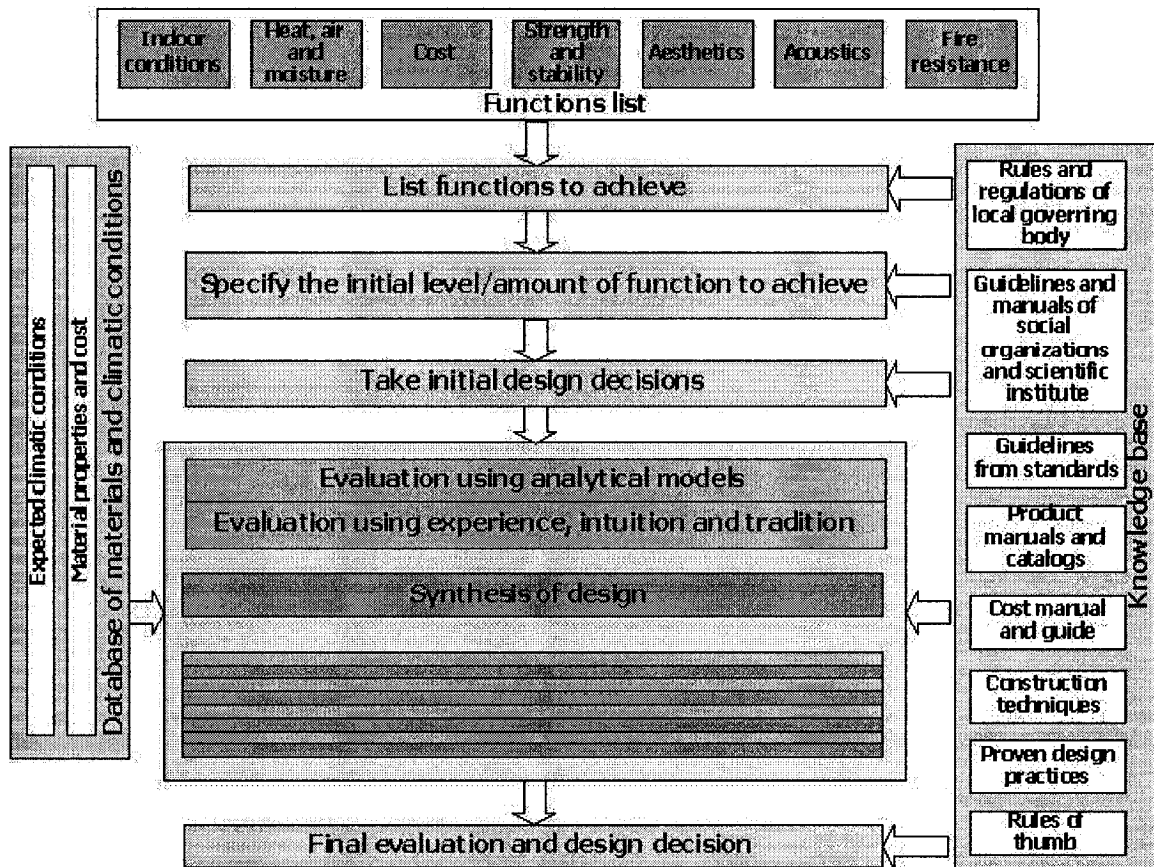 Indoor
conditions
Heat, air
and
moisture
Cost
Strength
and
stability
Aesthetics
Acoustics
Fire
resistance
Functions list
List functions to achieve
Specify the initial level/amount of function to achieve
Take initial design decisions
Evaluation using analytical models
Evaluation using experience, intuition and tradition
Synthesis of design
Final evaluation and design decision
Expected climatic conditions
Material properties and cost
Database of materials and climatic conditions
Rules and
regulations of
local governing
body
Guidelines and
manuals of
social
organizations
and scientific
institute
Guidelines
from standards
Product
manuals and
catalogs
Cost manual
and guide
Construction
techniques
Proven design
practices
Rules of
thumb
Knowledge base